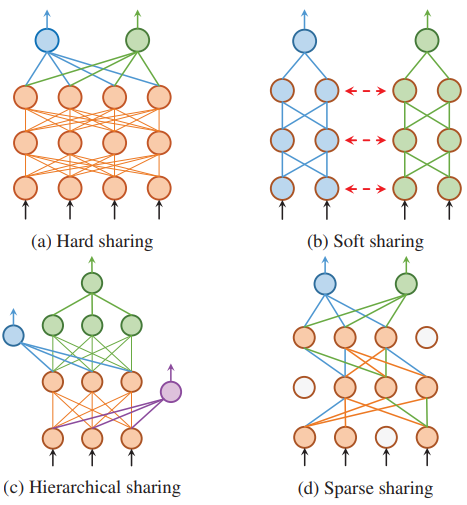 (a) Hard sharing
(b) Soft sharing
(c) Hierarchical sharing
(d) Sparse sharing